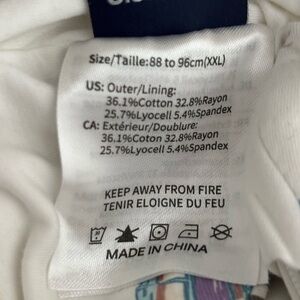 Size/Taille:88 to 96cm(XXL)
US: Outer/Lining:
36.1%Cotton 32.8%Rayon
25.7%Lyocell 5.4%Spandex
CA: Extérieur/Doublure:
36.1%Cotton 32.8%Rayon
25.7%Lyocell 5.4%Spandex
KEEP AWAY FROM FIRE
TENIR ELOIGNE DU FEU
MADE IN CHINA